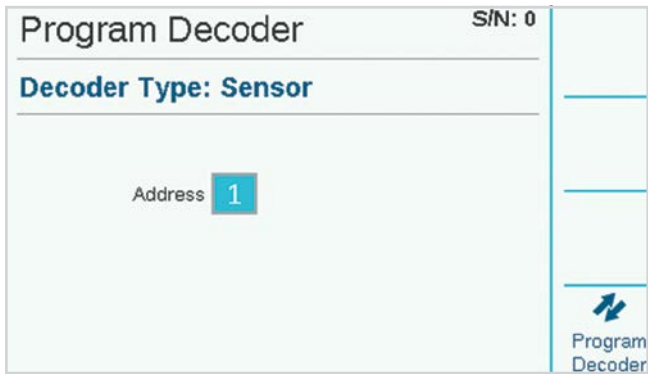 Program Decoder
S/N: 0
Decoder Type: Sensor
Address 1
Program
Decoder